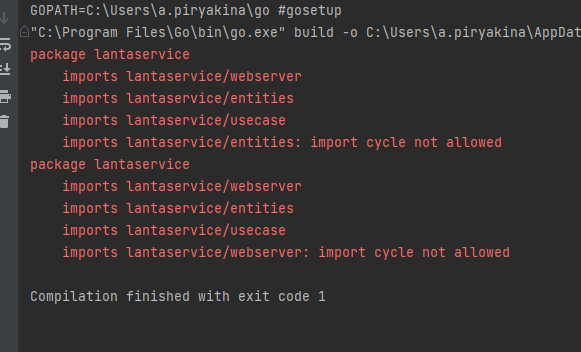 GOPATH=C:\Users\a.piryakina\go #gosetup
"C:\Program Files\Go\bin\go.exe" build -o C:\Users\a.piryakina\AppDat
package lantaservice
    imports lantaservice/webserver
    imports lantaservice/entities
    imports lantaservice/usecase
    imports lantaservice/entities: import cycle not allowed
package lantaservice
    imports lantaservice/webserver
    imports lantaservice/entities
    imports lantaservice/usecase
    imports lantaservice/webserver: import cycle not allowed
Compilation finished with exit code 1